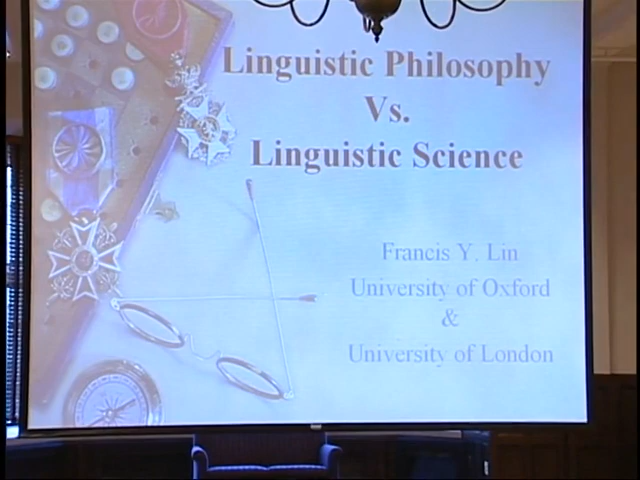 Linguistic Philosophy
Vs.
Linguistic Science
Francis Y. Lin
University of Oxford
&
University of London